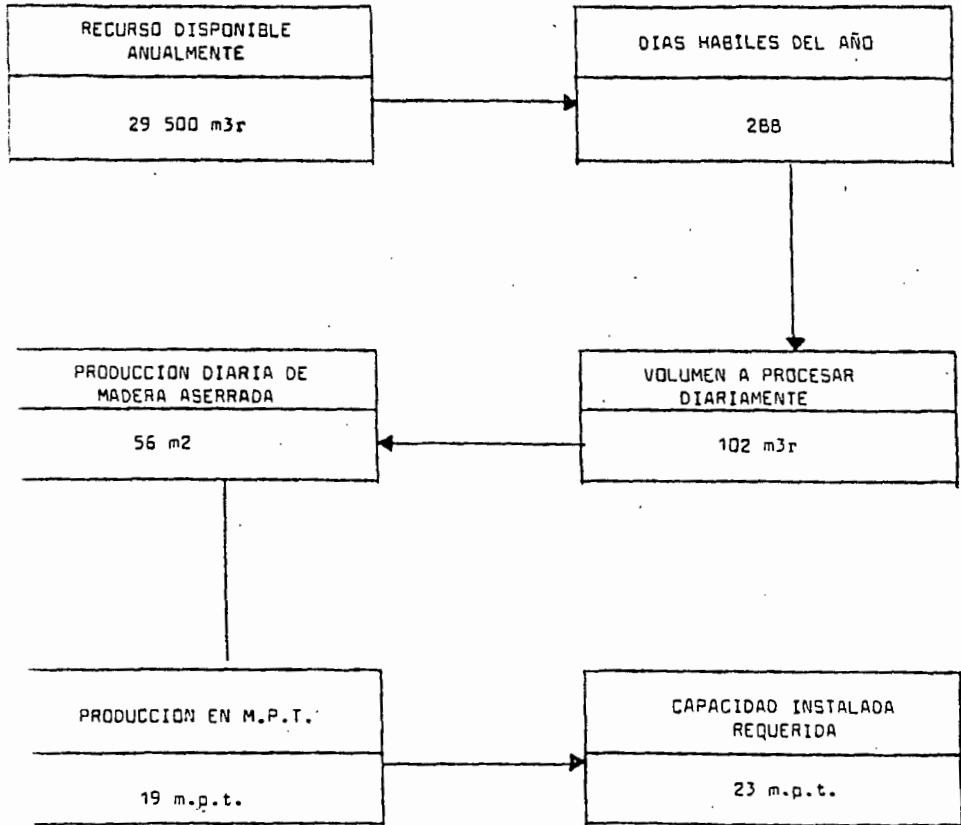 RECURSO DISPONIBLE
ANUALMENTE
29 500 m3r
DIAS HABILES DEL AÑO
288
VOLUMEN A PROCESAR
DIARIAMENTE
102 m3r
PRODUCCION DIARIA DE
MADERA ASERRADA
56 m2
PRODUCCION EN M.P.T.
19 m.p.t.
CAPACIDAD INSTALADA
REQUERIDA
23 m.p.t.